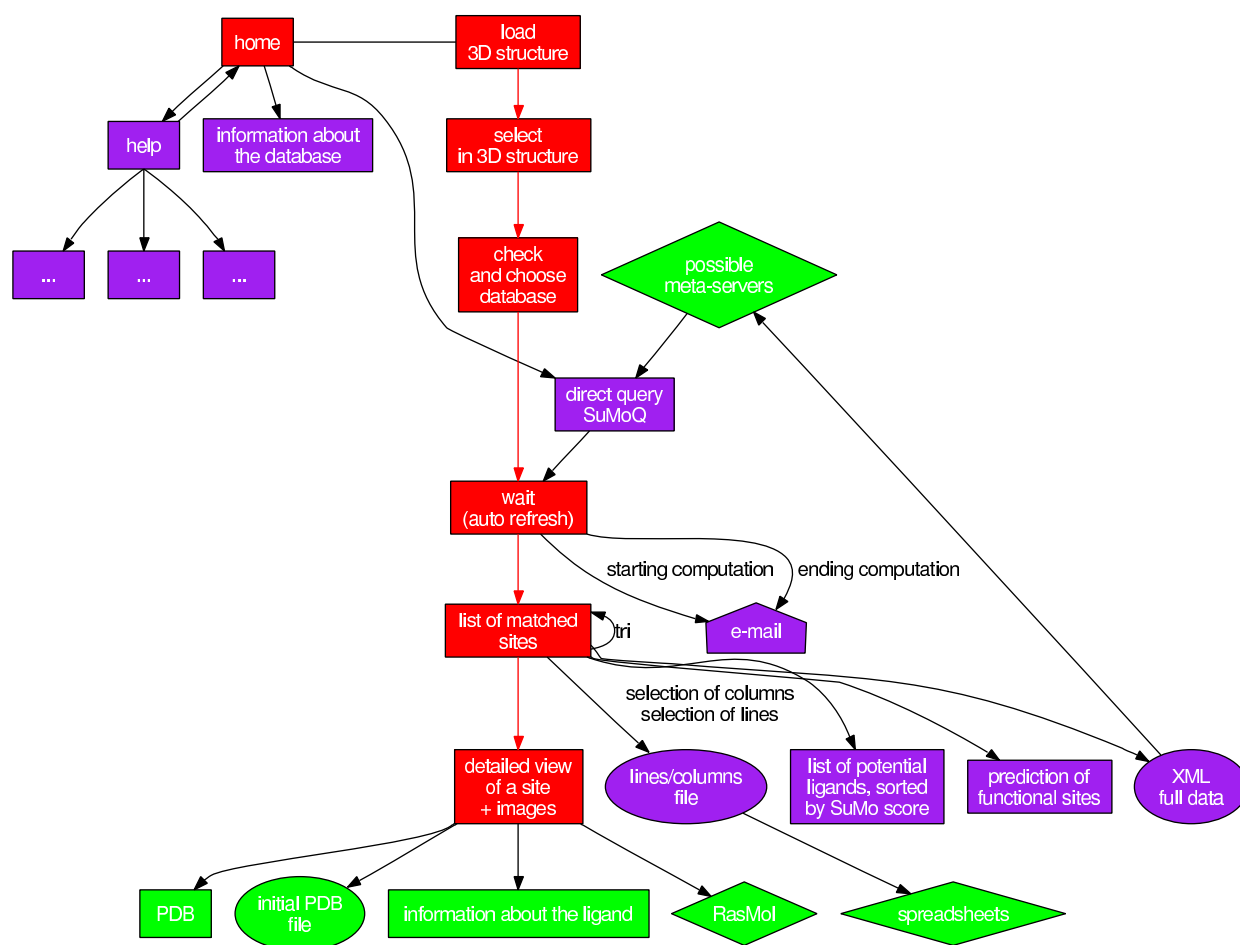 home
load
3D structure
help
information about
the database
select
in 3D structure
...
...
...
check
and choose
database
possible
meta-servers
direct query
SuMoQ
wait
(auto refresh)
starting computation
ending computation
list of matched
sites
tri
e-mail
selection of columns
selection of lines
detailed view
of a site
+ images
lines/columns
file
list of potential
ligands, sorted
by SuMo score
prediction of
functional sites
XML
full data
PDB
initial PDB
file
information about the ligand
RasMol
spreadsheets